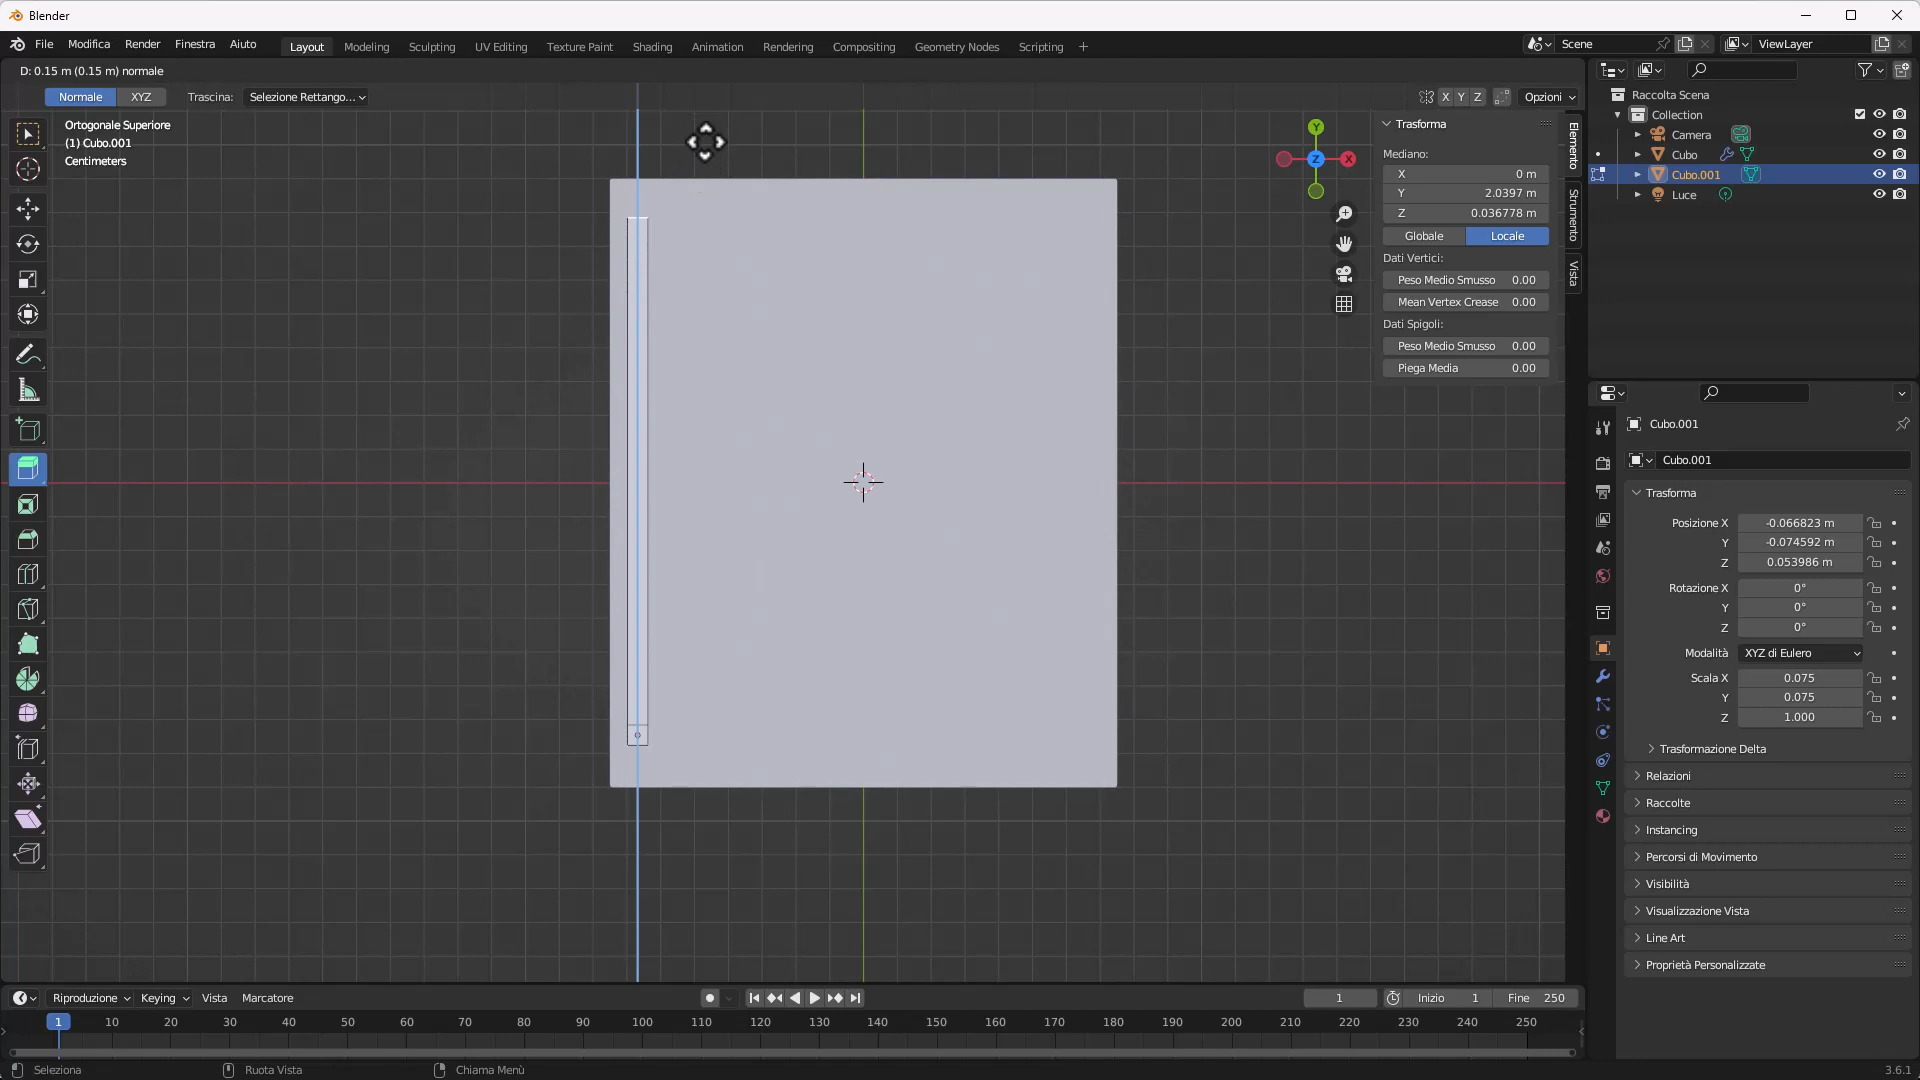 Blender
File Modifica Render Finestra Aiuto Layout Modeling Sculpting UV Editing Texture Paint Shading Animation Rendering Compositing Geometry Nodes Scripting + Scene ViewLayer
D: 0.15 m (0.15 m) normale
Normale XYZ Trascina: Selezione Rettango... X Y Z Opzioni
Ortogonale Superiore
(1) Cubo.001
Centimeters
Y
Z
X
Trasforma
Mediano:
X 0 m
Y 2.0397 m
Z 0.036778 m
Globale Locale
Dati Vertici:
Peso Medio Smusso 0.00
Mean Vertex Crease 0.00
Dati Spigoli:
Peso Medio Smusso 0.00
Piega Media 0.00
Elemento
Strumento
Vista
Raccolta Scena
Collection
Camera
Cubo
Cubo.001
Luce
Cubo.001
Cubo.001
Trasforma
Posizione X -0.066823 m
Y -0.074592 m
Z 0.053986 m
Rotazione X 0°
Y 0°
Z 0°
Modalità XYZ di Eulero
Scala X 0.075
Y 0.075
Z 1.000
Trasformazione Delta
Relazioni
Raccolte
Instancing
Percorsi di Movimento
Visibilità
Visualizzazione Vista
Line Art
Proprietà Personalizzate
Riproduzione Keying Vista Marcatore 1 Inizio 1 Fine 250
1 10 20 30 40 50 60 70 80 90 100 110 120 130 140 150 160 170 180 190 200 210 220 230 240 250
Seleziona Ruota Vista Chiama Menù 3.6.1